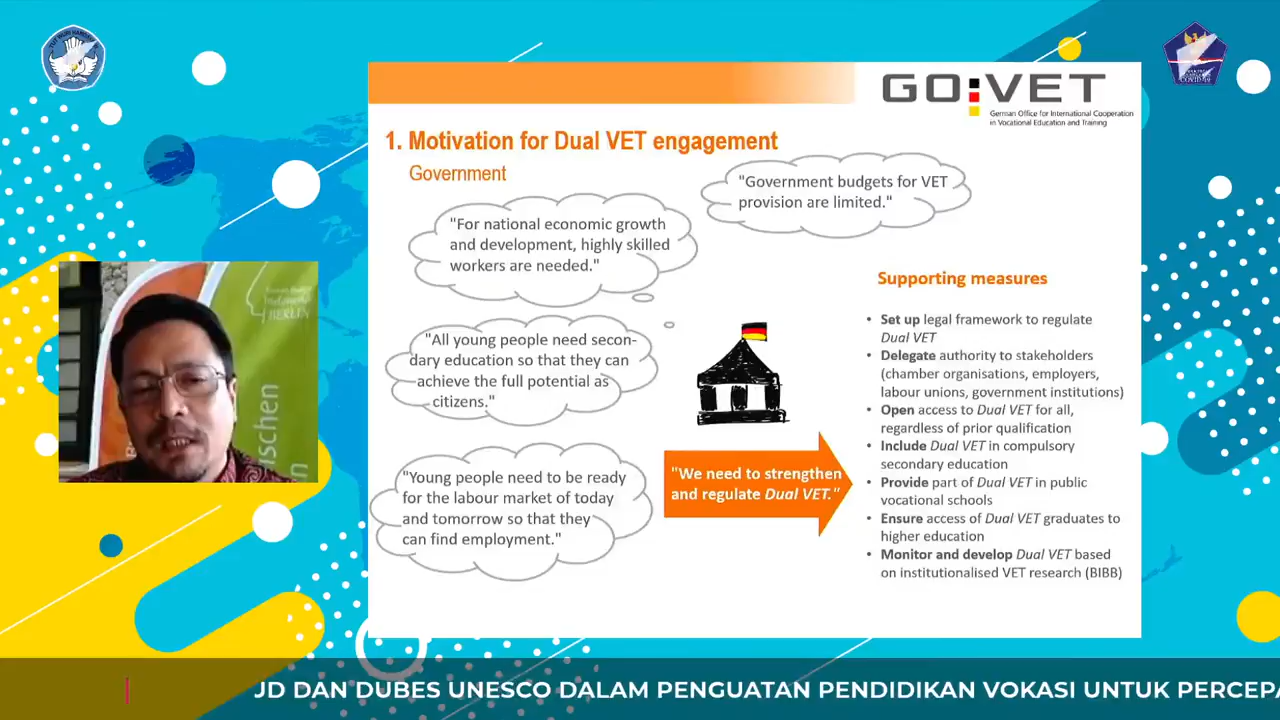 TUT WURI HANDAYANI
GO:VET
German Office for International Cooperation
in Vocational Education and Training
1. Motivation for Dual VET engagement
Government
"Government budgets for VET
provision are limited."
"For national economic growth
and development, highly skilled
workers are needed."
"All young people need secon-
dary education so that they can
achieve the full potential as
citizens."
"Young people need to be ready
for the labour market of today
and tomorrow so that they
can find employment."
"We need to strengthen
and regulate Dual VET."
Supporting measures
• Set up legal framework to regulate
Dual VET
• Delegate authority to stakeholders
(chamber organisations, employers,
labour unions, government institutions)
• Open access to Dual VET for all,
regardless of prior qualification
• Include Dual VET in compulsory
secondary education
• Provide part of Dual VET in public
vocational schools
• Ensure access of Dual VET graduates to
higher education
• Monitor and develop Dual VET based
on institutionalised VET research (BIBB)
BERLIN
ischen
JD DAN DUBES UNESCO DALAM PENGUATAN PENDIDIKAN VOKASI UNTUK PERCEPA